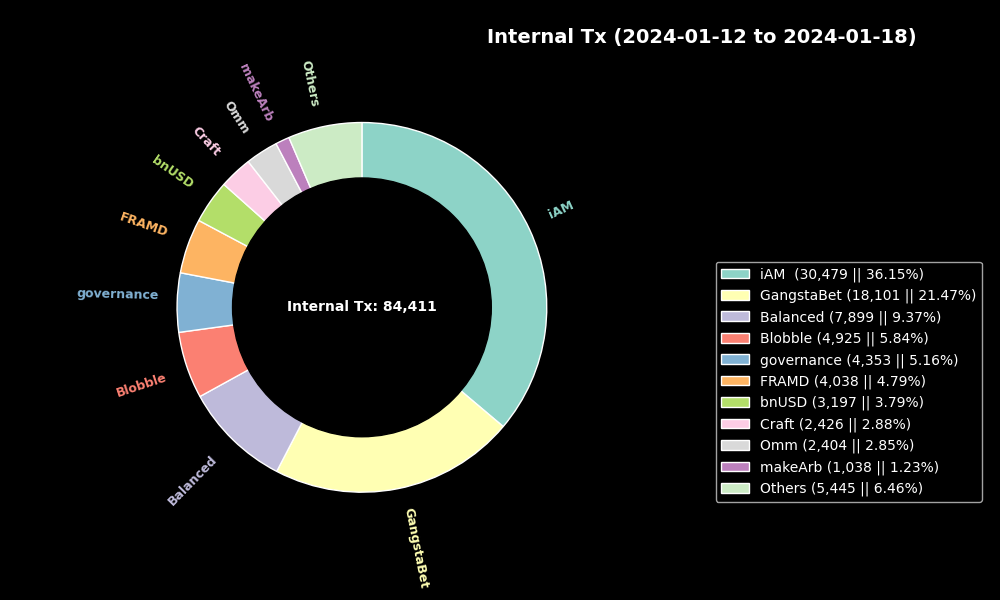 Internal Tx (2024-01-12 to 2024-01-18)
Others
makeArb
Omm
Craft
bnUSD
iAM
FRAMD
governance
Internal Tx: 84,411
Blobble
Balanced
GangstaBet
iAM  (30,479 || 36.15%)
GangstaBet (18,101 || 21.47%)
Balanced (7,899 || 9.37%)
Blobble (4,925 || 5.84%)
governance (4,353 || 5.16%)
FRAMD (4,038 || 4.79%)
bnUSD (3,197 || 3.79%)
Craft (2,426 || 2.88%)
Omm (2,404 || 2.85%)
makeArb (1,038 || 1.23%)
Others (5,445 || 6.46%)